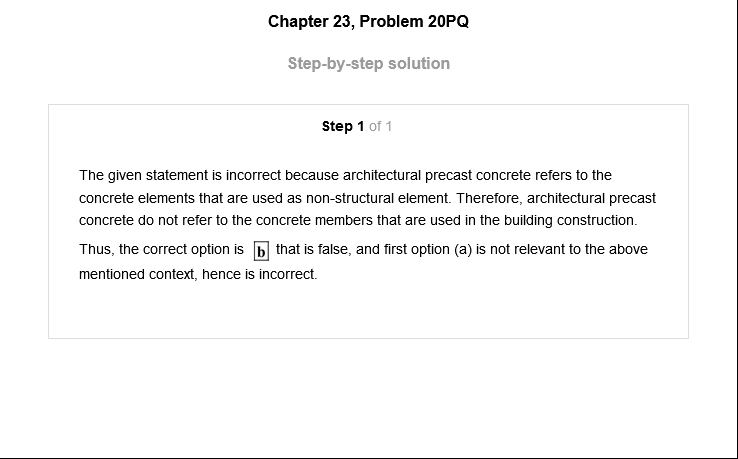 Chapter 23, Problem 20PQ
Step-by-step solution
Step 1 of 1
The given statement is incorrect because architectural precast concrete refers to the
concrete elements that are used as non-structural element. Therefore, architectural precast
concrete do not refer to the concrete members that are used in the building construction.
Thus, the correct option is b that is false, and first option (a) is not relevant to the above
mentioned context, hence is incorrect.